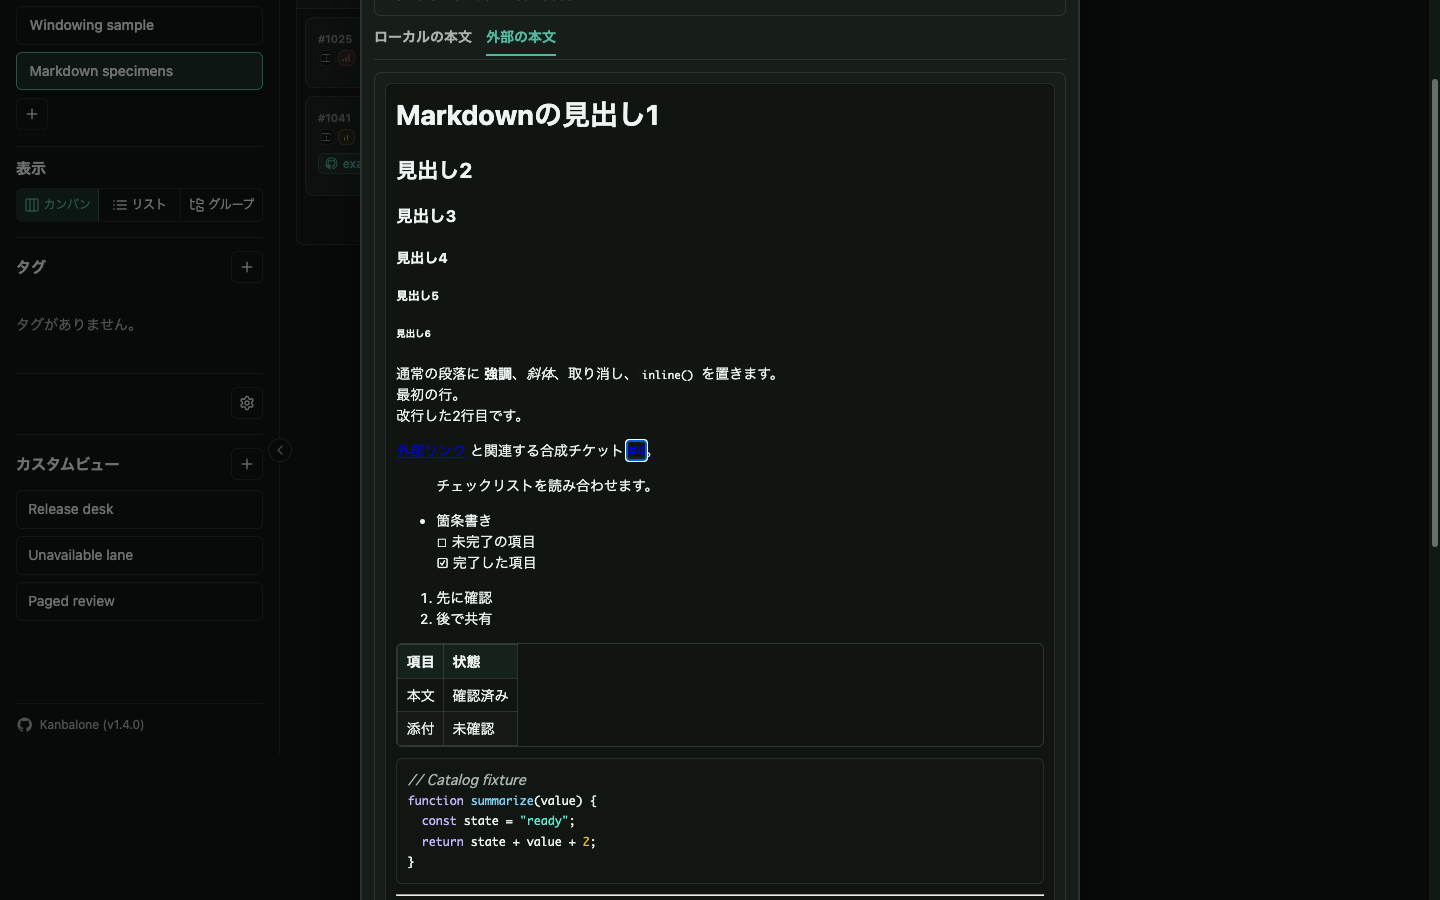 Windowing sample
Markdown specimens
表示
カンバン
リスト
グループ
タグ
タグがありません。
カスタムビュー
Release desk
Unavailable lane
Paged review
Kanbalone (v1.4.0)
#1025
#1041
exa
ローカルの本文
外部の本文
Markdownの見出し1
見出し2
見出し3
見出し4
見出し5
見出し6
通常の段落に 強調、斜体、取り消し、 inline() を置きます。
最初の行。
改行した2行目です。
外部リンク と関連する合成チケット #4。
チェックリストを読み合わせます。
箇条書き
未完了の項目
完了した項目
1. 先に確認
2. 後で共有
項目 状態
本文 確認済み
添付 未確認
// Catalog fixture
function summarize(value) {
const state = "ready";
return state + value + 2;
}